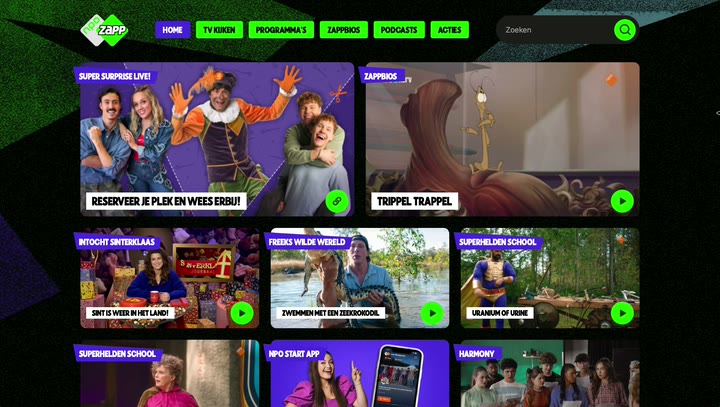 npo ZAPP
HOME
TV KIJKEN
PROGRAMMA'S
ZAPPBIOS
PODCASTS
ACTIES
Zoeken
SUPER SURPRISE LIVE!
RESERVEER JE PLEK EN WEES ERBIJ!
ZAPPBIOS
TRIPPEL TRAPPEL
INTOCHT SINTERKLAAS
SINT IS WEER IN HET LAND!
FREEKS WILDE WERELD
ZWEMMEN MET EEN ZEEKROKODIL
SUPERHELDEN SCHOOL
URANIUM OF URINE
SUPERHELDEN SCHOOL
NPO START APP
HARMONY